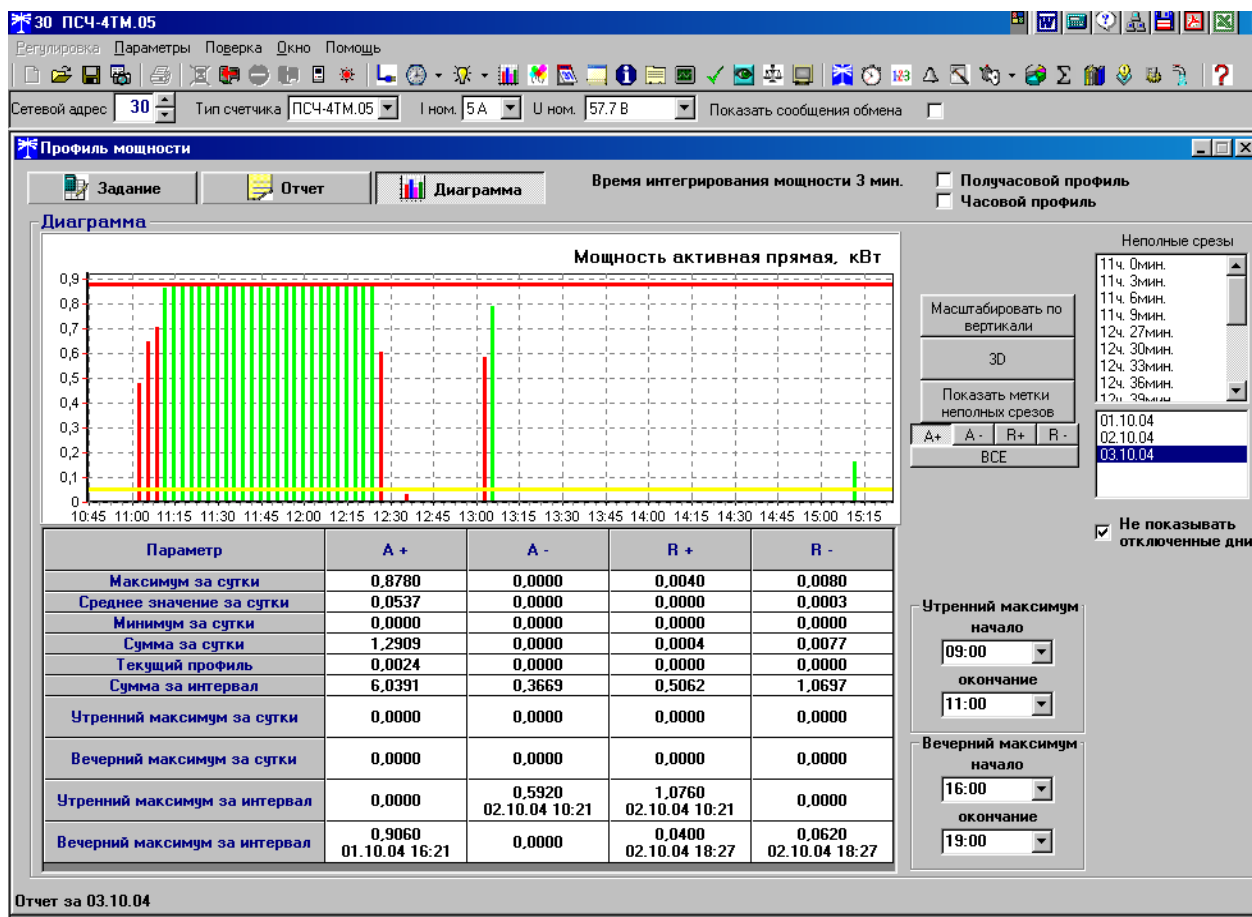 30 ПСЧ-4ТМ.05
Регулировка Параметры Поверка Окно Помощь
Сетевой адрес 30 Тип счетчика ПСЧ-4ТМ.05 I ном. 5 А U ном. 57.7 В Показать сообщения обмена
Профиль мощности
Задание Отчет Диаграмма Время интегрирования мощности 3 мин. Получасовой профиль
Часовой профиль
Диаграмма
Мощность активная прямая, кВт
0,9
0,8
0,7
0,6
0,5
0,4
0,3
0,2
0,1
0
10:45 11:00 11:15 11:30 11:45 12:00 12:15 12:30 12:45 13:00 13:15 13:30 13:45 14:00 14:15 14:30 14:45 15:00 15:15
Масштабировать по
вертикали
3D
Показать метки
неполных срезов
A+ A - R+ R -
ВСЕ
Неполные срезы
11ч. 0мин.
11ч. 3мин.
11ч. 6мин.
11ч. 9мин.
12ч. 27мин.
12ч. 30мин.
12ч. 33мин.
12ч. 36мин.
12ч. 39мин.
01.10.04
02.10.04
03.10.04
Не показывать
отключенные дни
Параметр A + A - R + R -
Максимум за сутки 0,8780 0,0000 0,0040 0,0080
Среднее значение за сутки 0,0537 0,0000 0,0000 0,0003
Минимум за сутки 0,0000 0,0000 0,0000 0,0000
Сумма за сутки 1,2909 0,0000 0,0004 0,0077
Текущий профиль 0,0024 0,0000 0,0000 0,0000
Сумма за интервал 6,0391 0,3669 0,5062 1,0697
Утренний максимум за сутки 0,0000 0,0000 0,0000 0,0000
Вечерний максимум за сутки 0,0000 0,0000 0,0000 0,0000
Утренний максимум за интервал 0,0000 0,5920 1,0760 0,0000
02.10.04 10:21 02.10.04 10:21
Вечерний максимум за интервал 0,9060 0,0000 0,0400 0,0620
01.10.04 16:21 02.10.04 18:27 02.10.04 18:27
Утренний максимум
начало
09:00
окончание
11:00
Вечерний максимум
начало
16:00
окончание
19:00
Отчет за 03.10.04